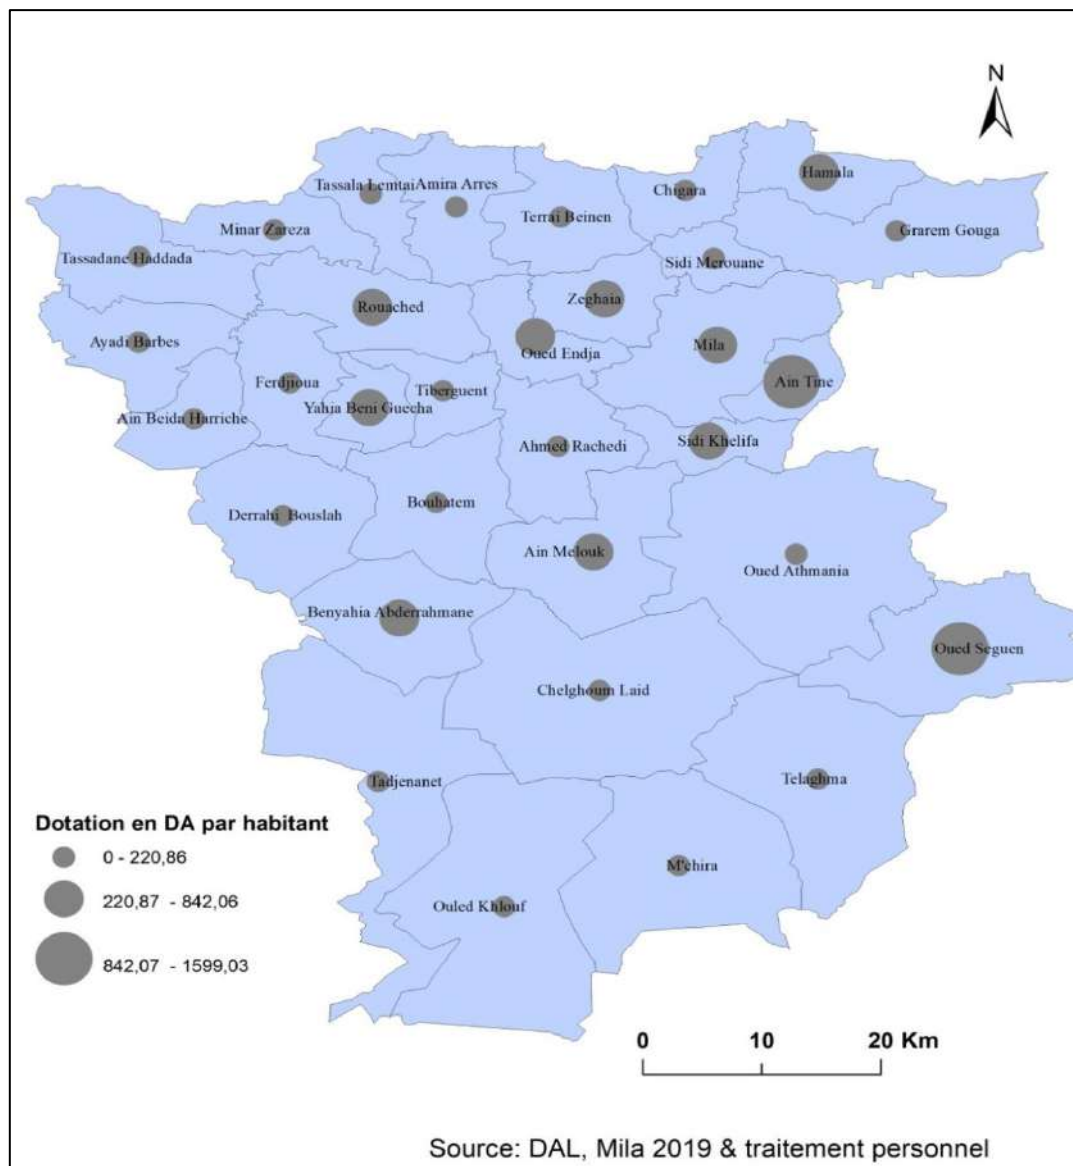 N
Hamala
Tassala Lemtai
Amira Arres
Chigara
Terrai Beinen
Minar Zareza
Grarem Gouga
Tassadane Haddada
Sidi Merouane
Zeghaia
Rouached
Ayadi Barbes
Mila
Oued Endja
Ferdjioua
Tiberguent
Ain Tine
Yahia Beni Guecha
Ain Beida Harriche
Ahmed Rachedi
Sidi Khelifa
Bouhatem
Derrahi Bouslah
Ain Melouk
Oued Athmania
Benyahia Abderrahmane
Oued Seguen
Chelghoum Laid
Tadjenanet
Telaghma
M'chira
Ouled Khlouf
Dotation en DA par habitant
0 - 220,86
220,87 - 842,06
842,07 - 1599,03
0 10 20 Km
Source: DAL, Mila 2019 & traitement personnel